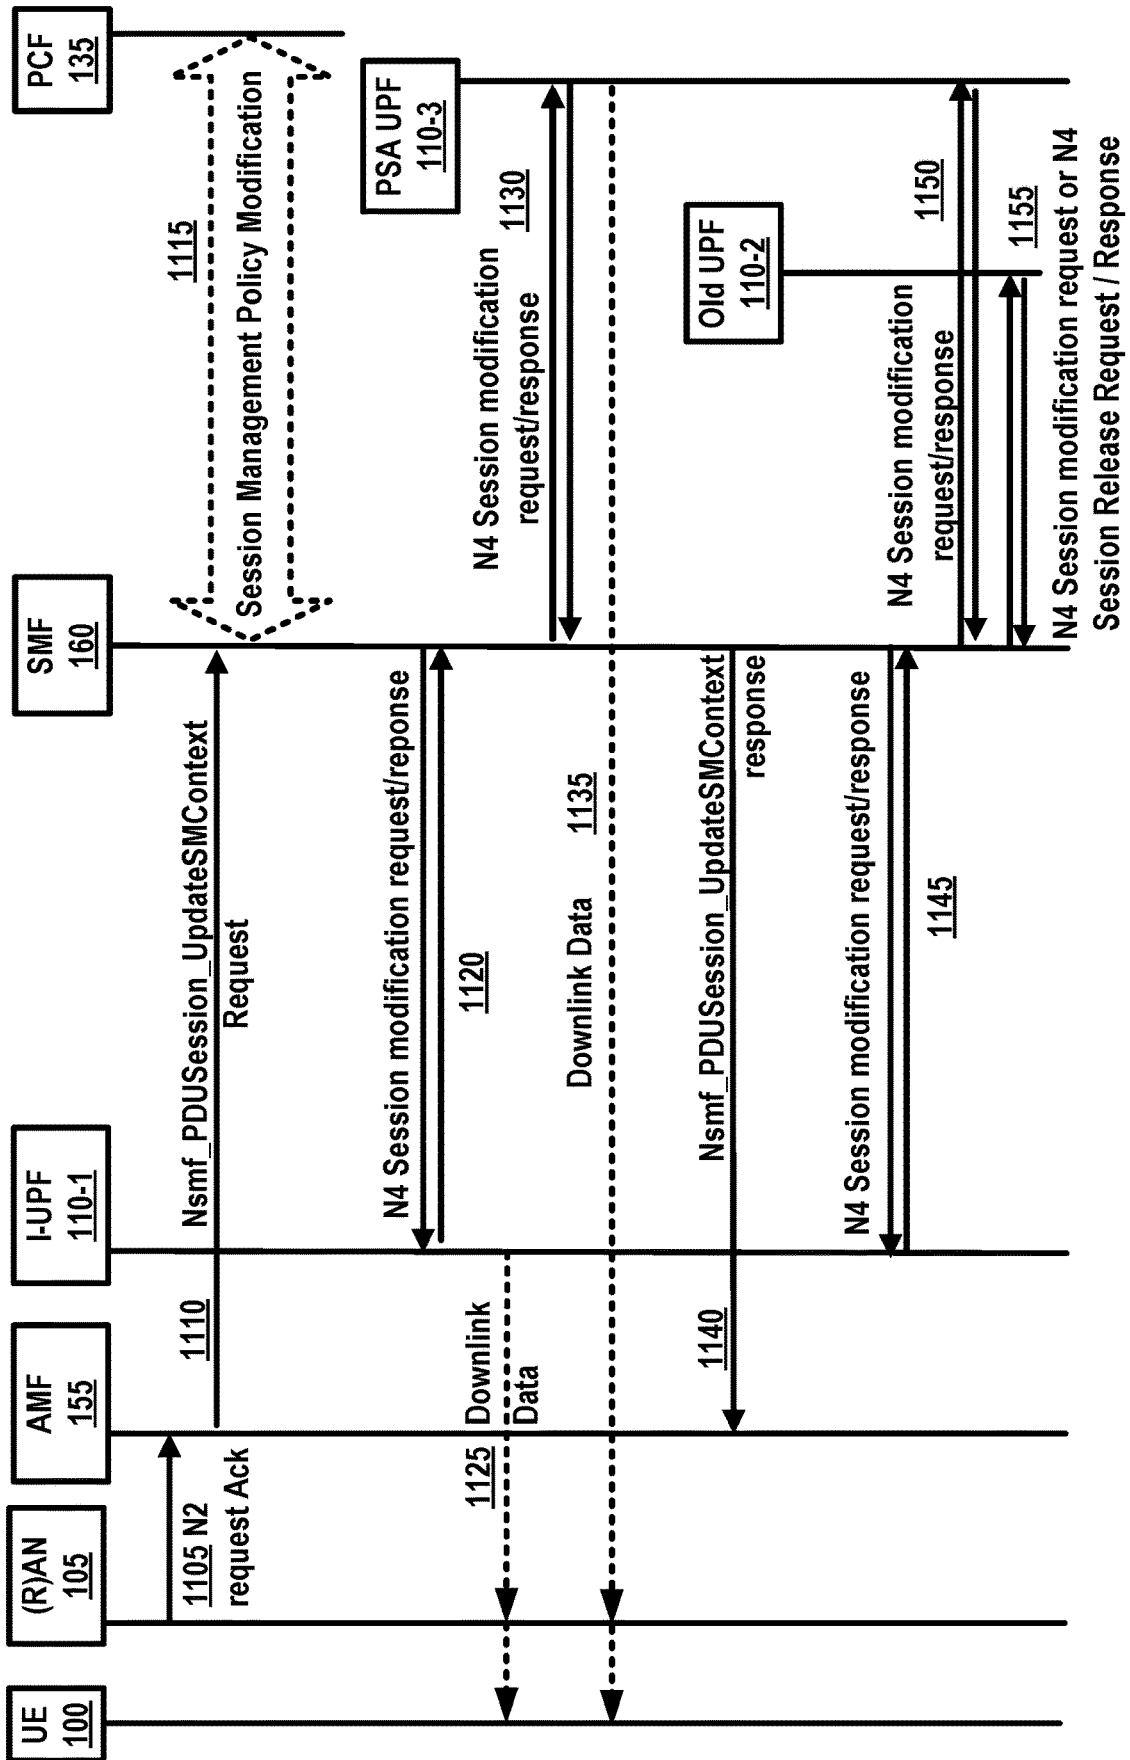 UE
100
(R)AN
105
AMF
155
I-UPF
110-1
SMF
160
PCF
135
PSA UPF
110-3
Old UPF
110-2
1105 N2
request Ack
1110
Nsmf_PDUSession_UpdateSMContext
Request
1115
Session Management Policy Modification
N4 Session modification request/reponse
1120
1125
Downlink
Data
N4 Session modification
request/response
1130
Downlink Data
1135
1140
Nsmf_PDUSession_UpdateSMContext
response
N4 Session modification request/response
1145
N4 Session modification
request/response
1150
1155
N4 Session modification request or N4
Session Release Request / Response